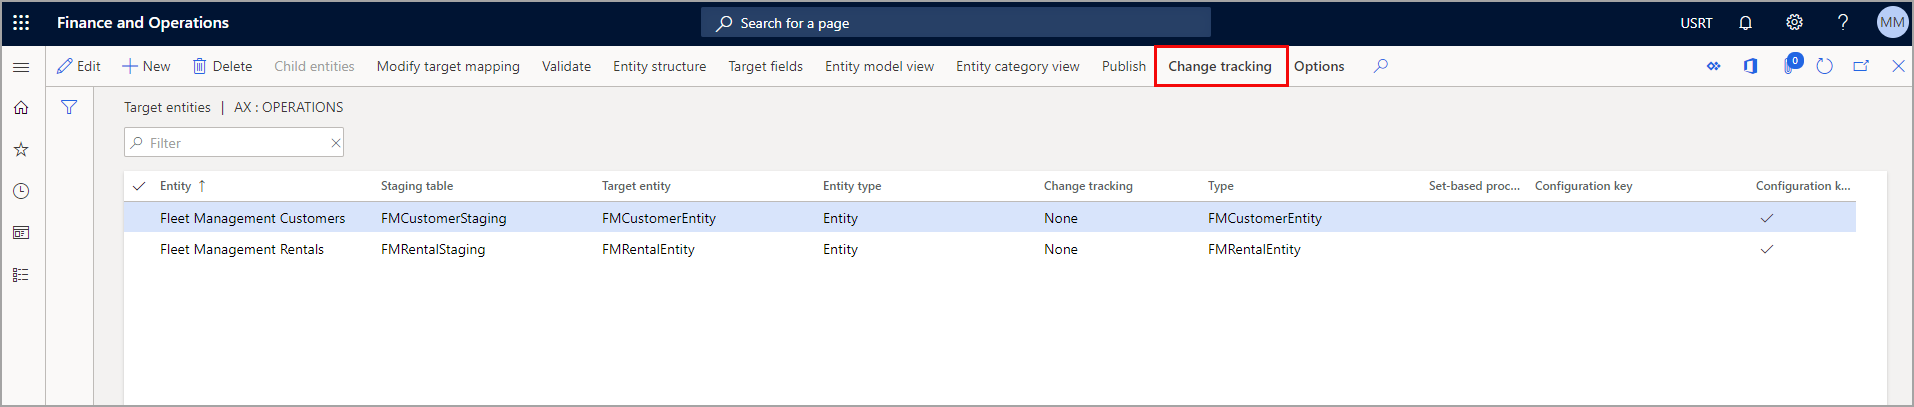 Finance and Operations Search for a page USRT MM
Edit New Delete Child entities Modify target mapping Validate Entity structure Target fields Entity model view Entity category view Publish Change tracking Options 0
Target entities | AX : OPERATIONS
Filter
Entity Staging table Target entity Entity type Change tracking Type Set-based proc... Configuration key Configuration k...
Fleet Management Customers FMCustomerStaging FMCustomerEntity Entity None FMCustomerEntity
Fleet Management Rentals FMRentalStaging FMRentalEntity Entity None FMRentalEntity